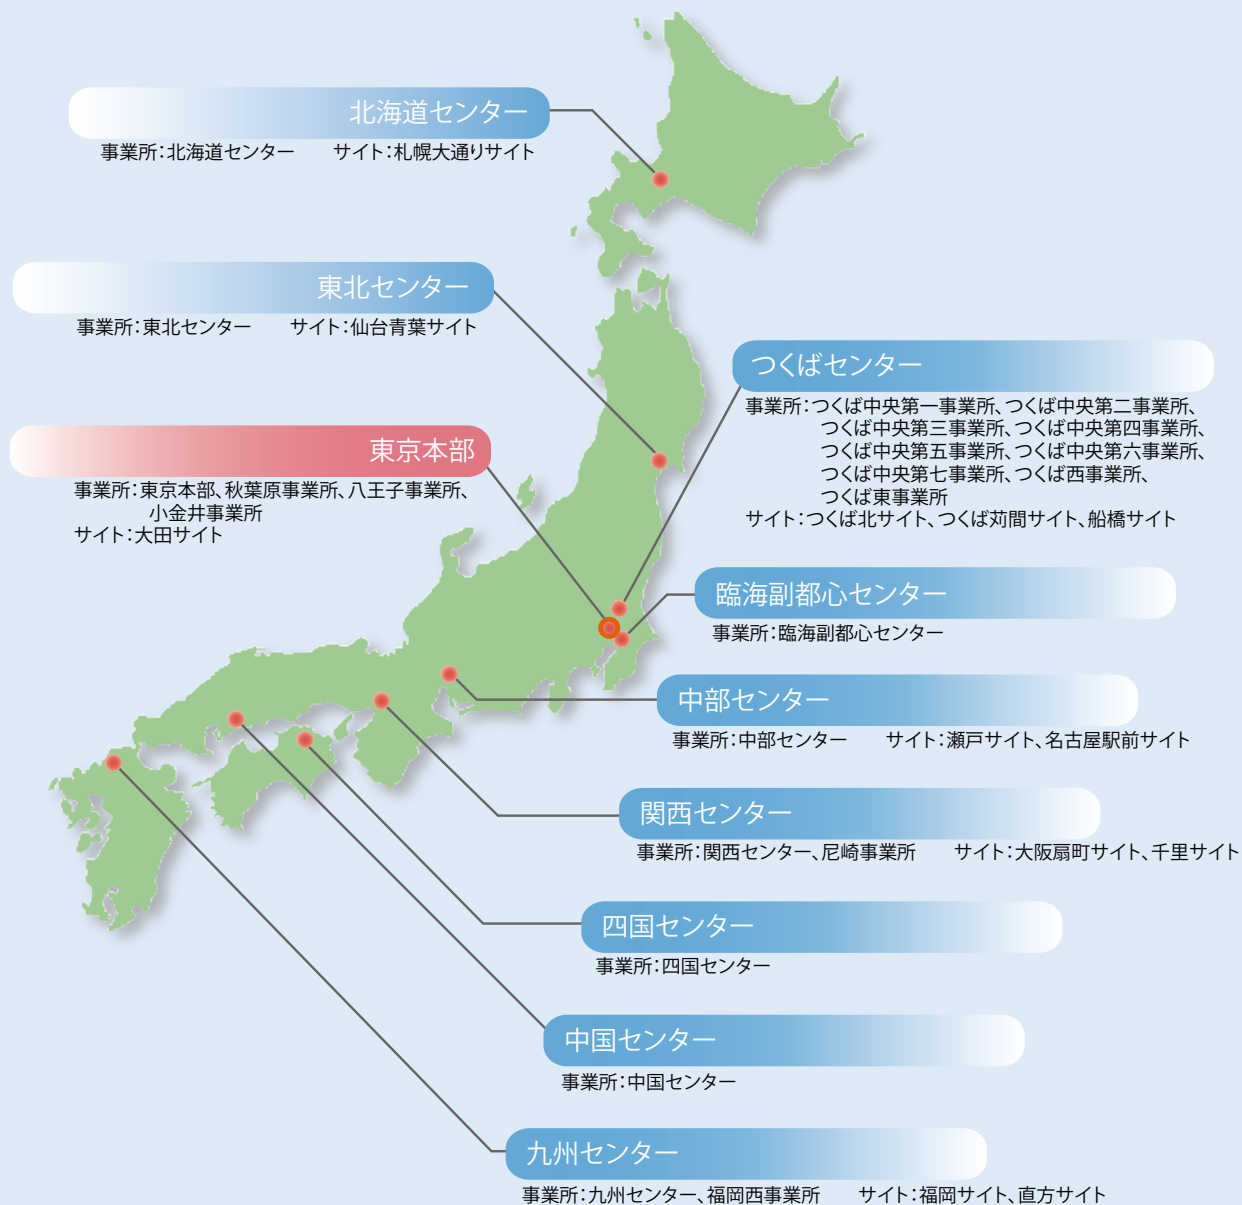 北海道センター
事業所：北海道センター　　サイト：札幌大通りサイト
東北センター
事業所：東北センター　　サイト：仙台青葉サイト
東京本部
事業所：東京本部、秋葉原事業所、八王子事業所、
小金井事業所
サイト：大田サイト
つくばセンター
事業所：つくば中央第一事業所、つくば中央第二事業所、
つくば中央第三事業所、つくば中央第四事業所、
つくば中央第五事業所、つくば中央第六事業所、
つくば中央第七事業所、つくば西事業所、
つくば東事業所
サイト：つくば北サイト、つくば苅間サイト、船橋サイト
臨海副都心センター
事業所：臨海副都心センター
中部センター
事業所：中部センター　　サイト：瀬戸サイト、名古屋駅前サイト
関西センター
事業所：関西センター、尼崎事業所　　サイト：大阪扇町サイト、千里サイト
四国センター
事業所：四国センター
中国センター
事業所：中国センター
九州センター
事業所：九州センター、福岡西事業所　　サイト：福岡サイト、直方サイト